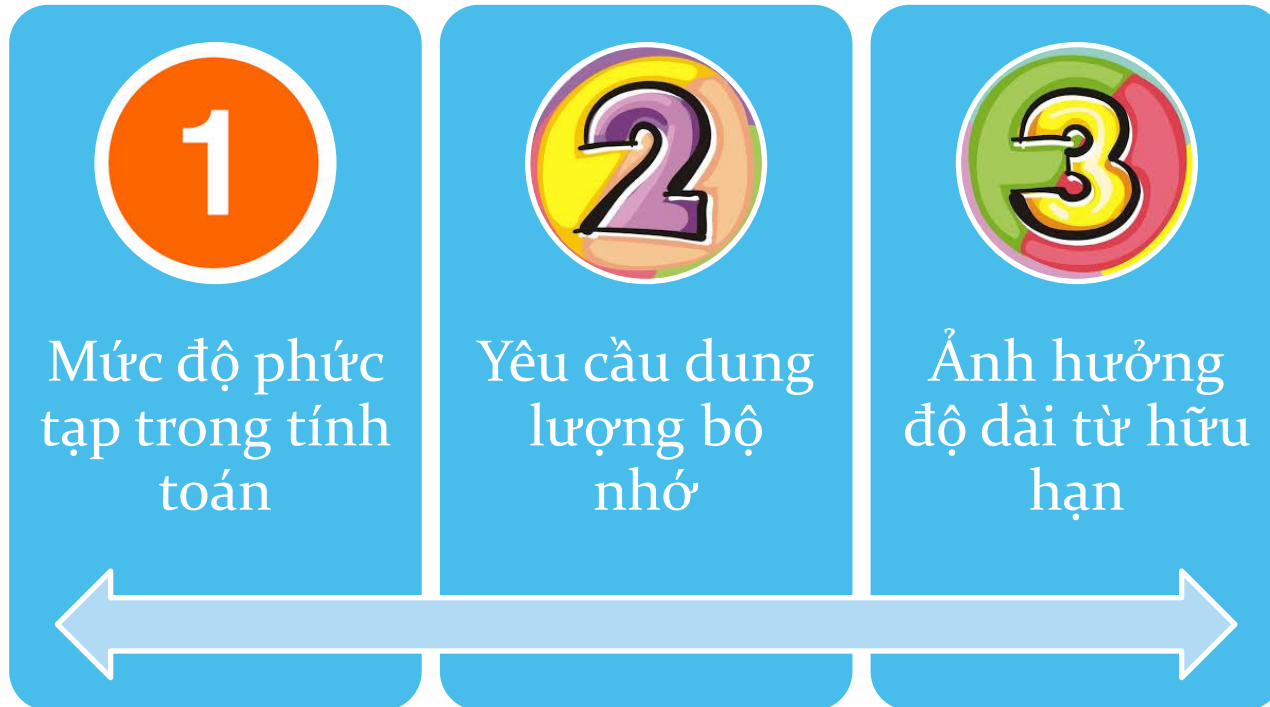 1
Mức độ phức
tạp trong tính
toán
2
Yêu cầu dung
lượng bộ
nhớ
3
Ảnh hưởng
độ dài từ hữu
hạn